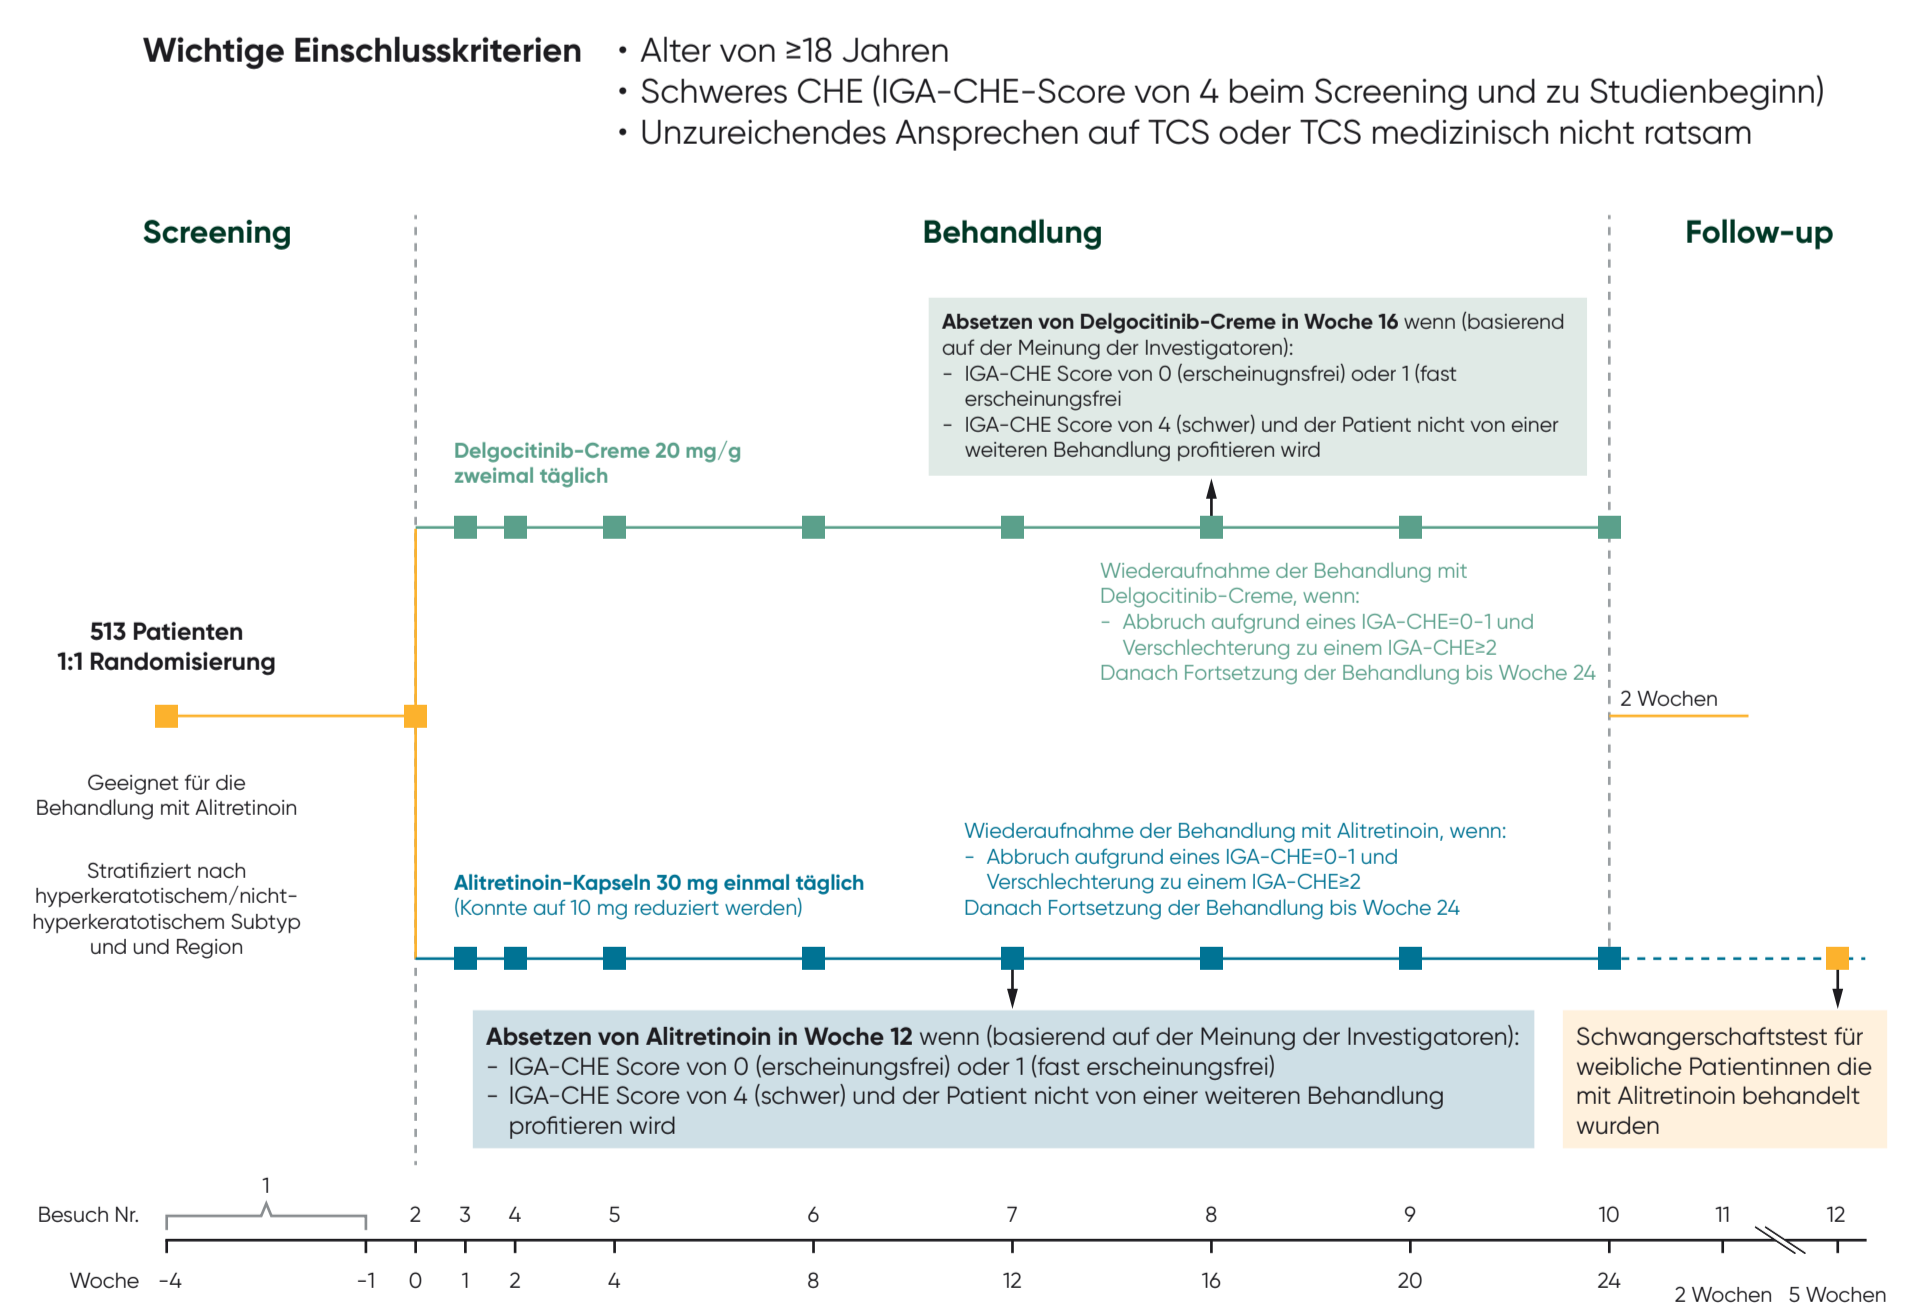 Wichtige Einschlusskriterien
• Alter von ≥18 Jahren
• Schweres CHE (IGA-CHE-Score von 4 beim Screening und zu Studienbeginn)
• Unzureichendes Ansprechen auf TCS oder TCS medizinisch nicht ratsam
Screening
Behandlung
Follow-up
Absetzen von Delgocitinib-Creme in Woche 16 wenn (basierend
auf der Meinung der Investigatoren):
- IGA-CHE Score von 0 (erscheinugnsfrei) oder 1 (fast
erscheinungsfrei
- IGA-CHE Score von 4 (schwer) und der Patient nicht von einer
weiteren Behandlung profitieren wird
Delgocitinib-Creme 20 mg/g
zweimal täglich
Wiederaufnahme der Behandlung mit
Delgocitinib-Creme, wenn:
- Abbruch aufgrund eines IGA-CHE=0-1 und
Verschlechterung zu einem IGA-CHE≥2
Danach Fortsetzung der Behandlung bis Woche 24
513 Patienten
1:1 Randomisierung
2 Wochen
Geeignet für die
Behandlung mit Alitretinoin
Stratifiziert nach
hyperkeratotischem/nicht-
hyperkeratotischem Subtyp
und und Region
Wiederaufnahme der Behandlung mit Alitretinoin, wenn:
- Abbruch aufgrund eines IGA-CHE=0-1 und
Verschlechterung zu einem IGA-CHE≥2
Danach Fortsetzung der Behandlung bis Woche 24
Alitretinoin-Kapseln 30 mg einmal täglich
(Konnte auf 10 mg reduziert werden)
Absetzen von Alitretinoin in Woche 12 wenn (basierend auf der Meinung der Investigatoren):
- IGA-CHE Score von 0 (erscheinungsfrei) oder 1 (fast erscheinungsfrei)
- IGA-CHE Score von 4 (schwer) und der Patient nicht von einer weiteren Behandlung
profitieren wird
Schwangerschaftstest für
weibliche Patientinnen die
mit Alitretinoin behandelt
wurden
Besuch Nr. 1 2 3 4 5 6 7 8 9 10 11 12
Woche -4 -1 0 1 2 4 8 12 16 20 24 2 Wochen 5 Wochen